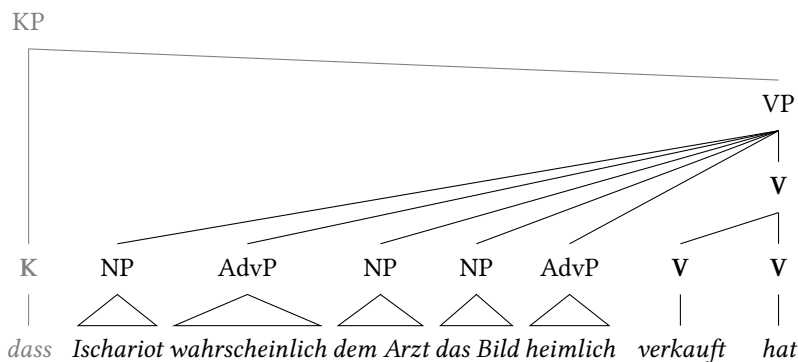 KP
VP
V
K NP AdvP NP NP AdvP V V
dass Ischariot wahrscheinlich dem Arzt das Bild heimlich verkauft hat